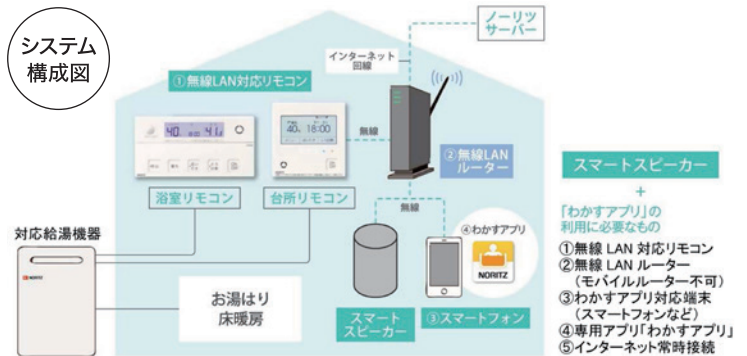 システム
構成図
ノーリツ
サーバー
インターネット
回線
①無線LAN対応リモコン
40
41
40
18:00
無線
②無線LAN
ルーター
浴室リモコン
台所リモコン
無線
④わかすアプリ
NORITZ
対応給湯機器
NORITZ
お湯はり
床暖房
スマート
スピーカー
③スマートフォン
スマートスピーカー
+
「わかすアプリ」の
利用に必要なもの
①無線 LAN 対応リモコン
②無線 LAN ルーター
(モバイルルーター不可)
③わかすアプリ対応端末
(スマートフォンなど)
④専用アプリ「わかすアプリ」
⑤インターネット常時接続